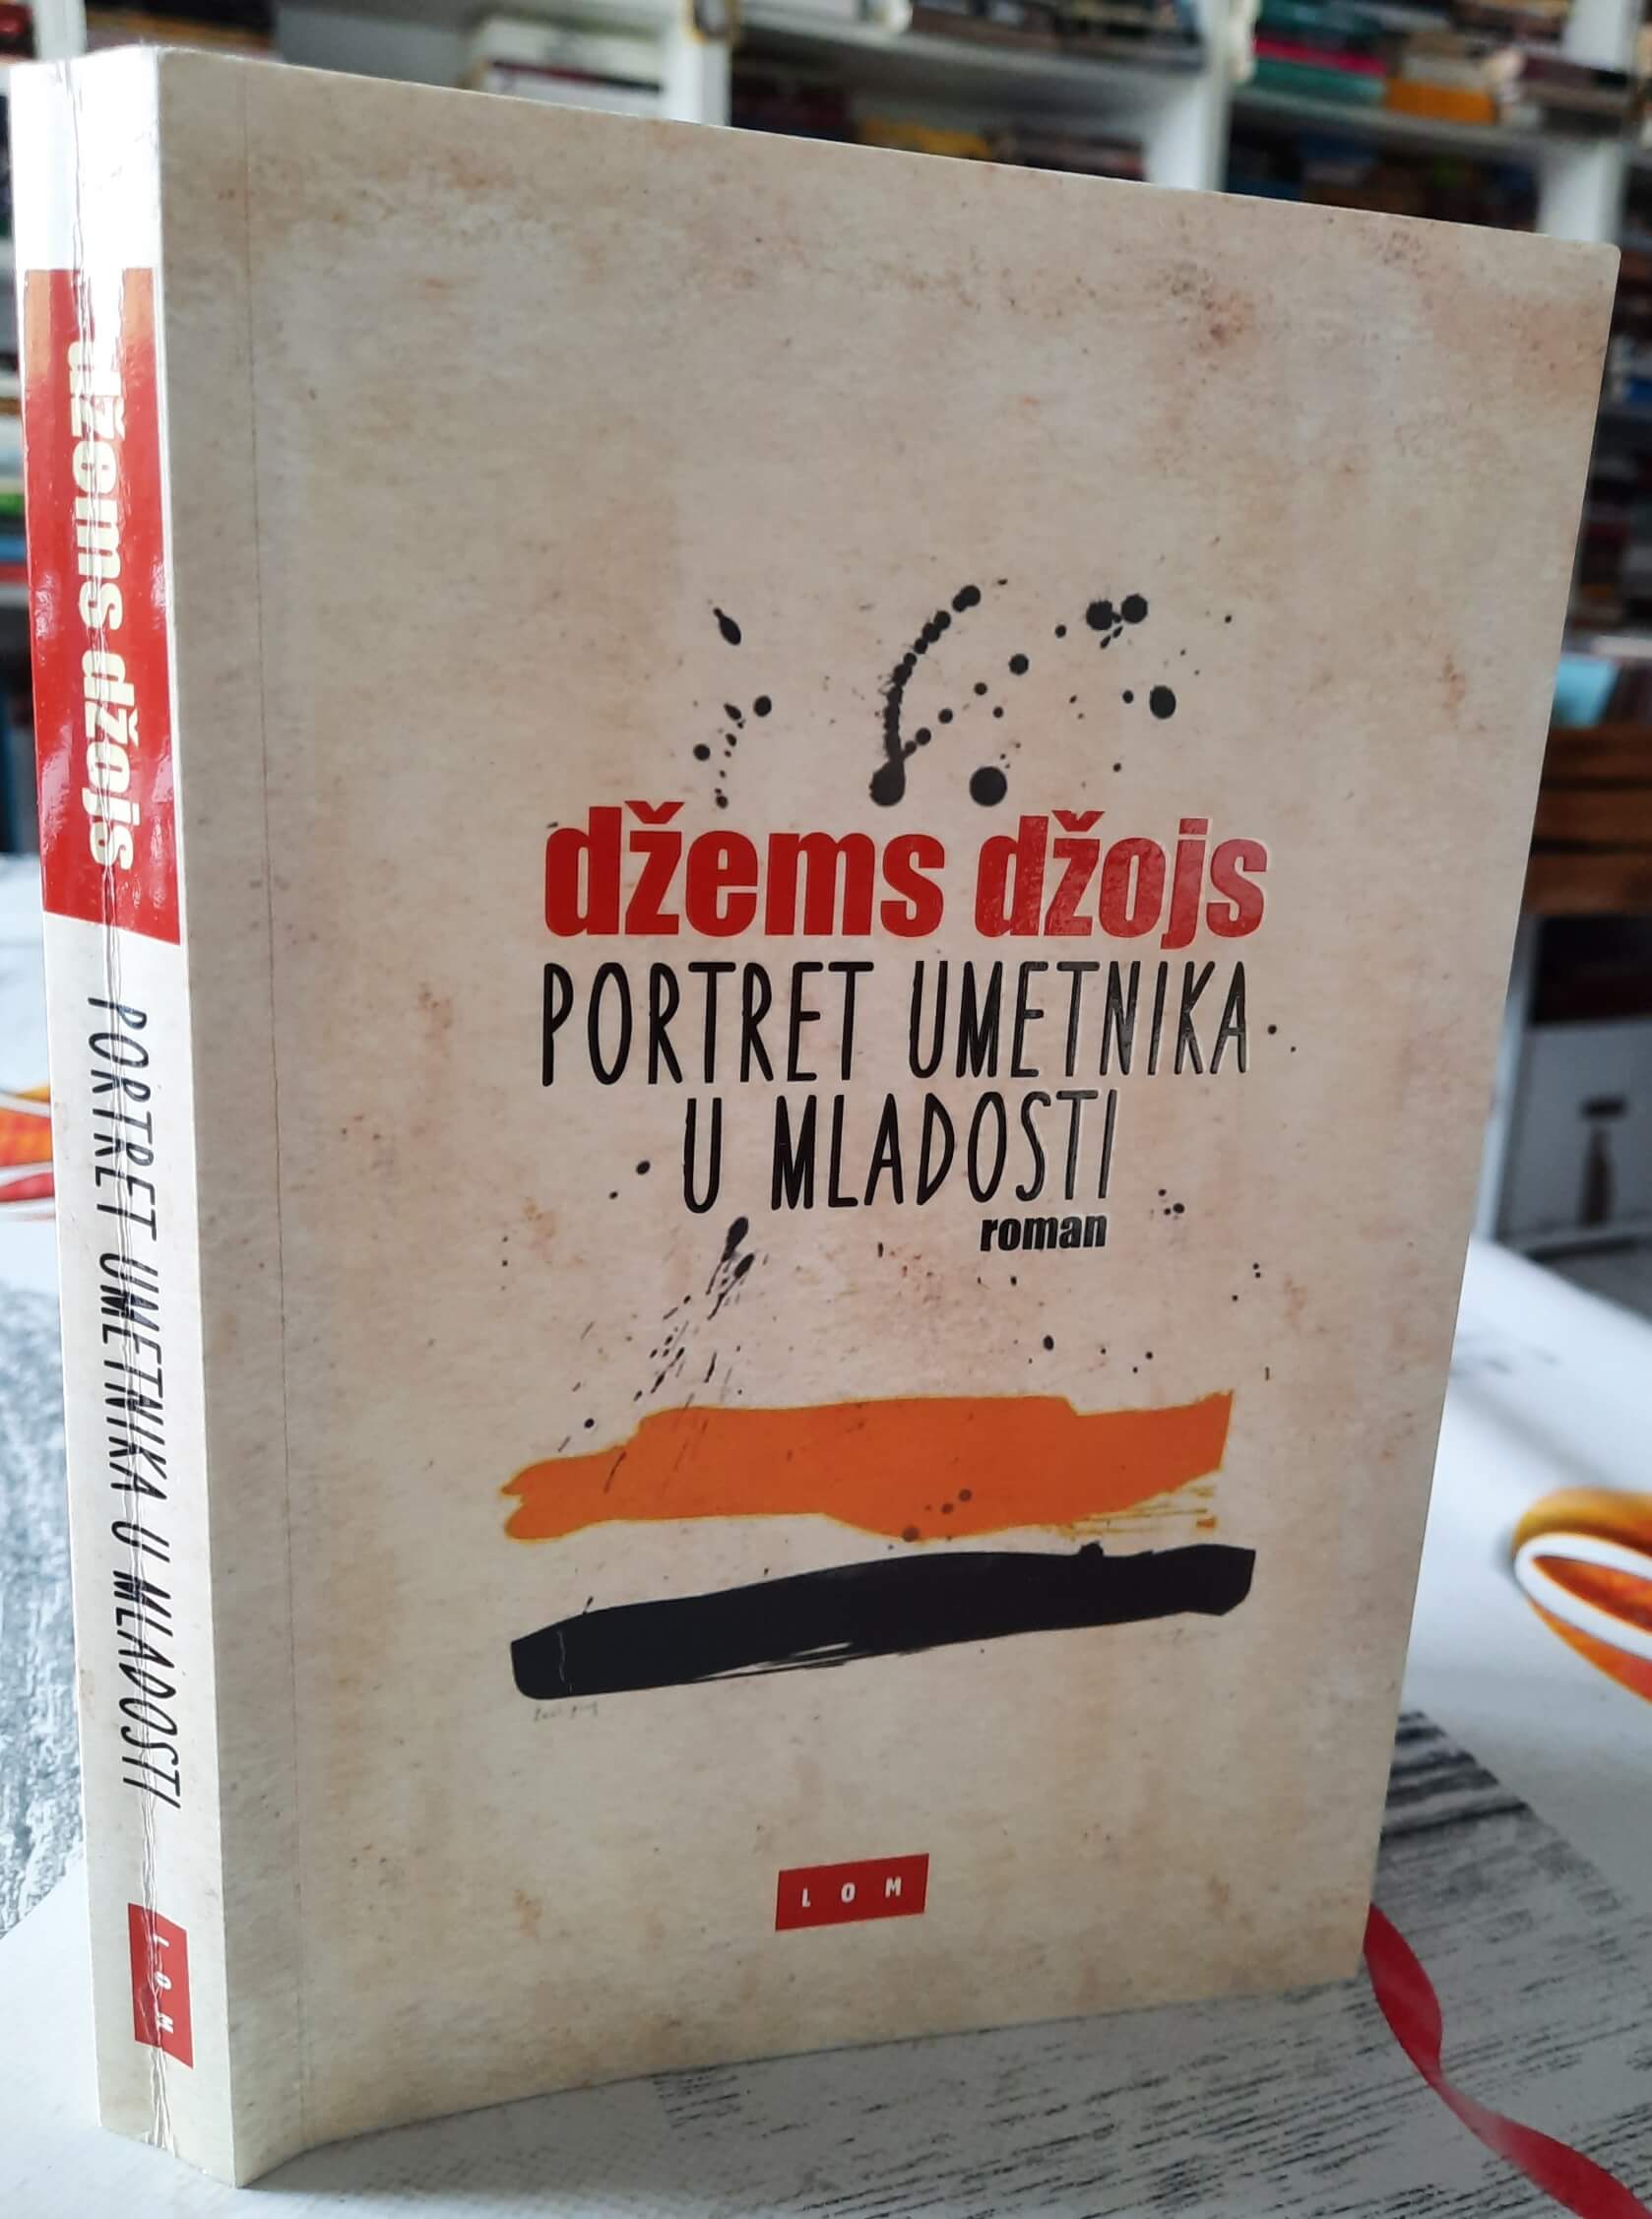 džems džojs
PORTRET UMETNIKA U MLADOSTI
LOM
džems džojs
PORTRET UMETNIKA
U MLADOSTI
roman
LOM